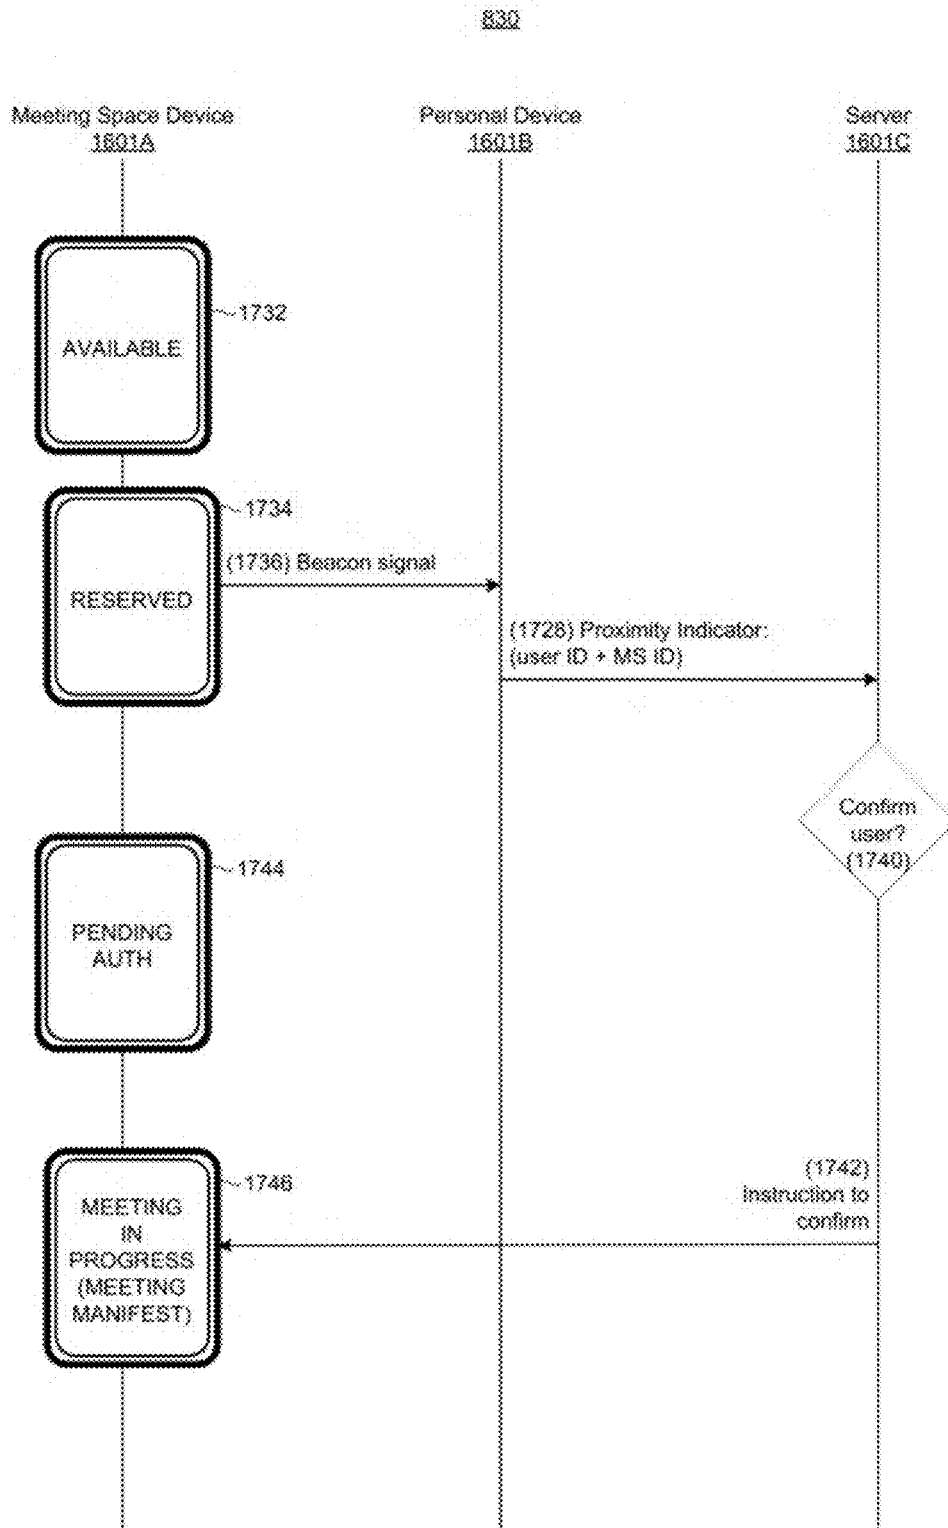 830
Meeting Space Device
1601A
Personal Device
1601B
Server
1601C
AVAILABLE
1732
RESERVED
1734
(1736) Beacon signal
(1728) Proximity Indicator:
(user ID + MS ID)
Confirm
user?
(1740)
PENDING
AUTH
1744
MEETING
IN
PROGRESS
(MEETING
MANIFEST)
1746
(1742)
Instruction to
confirm